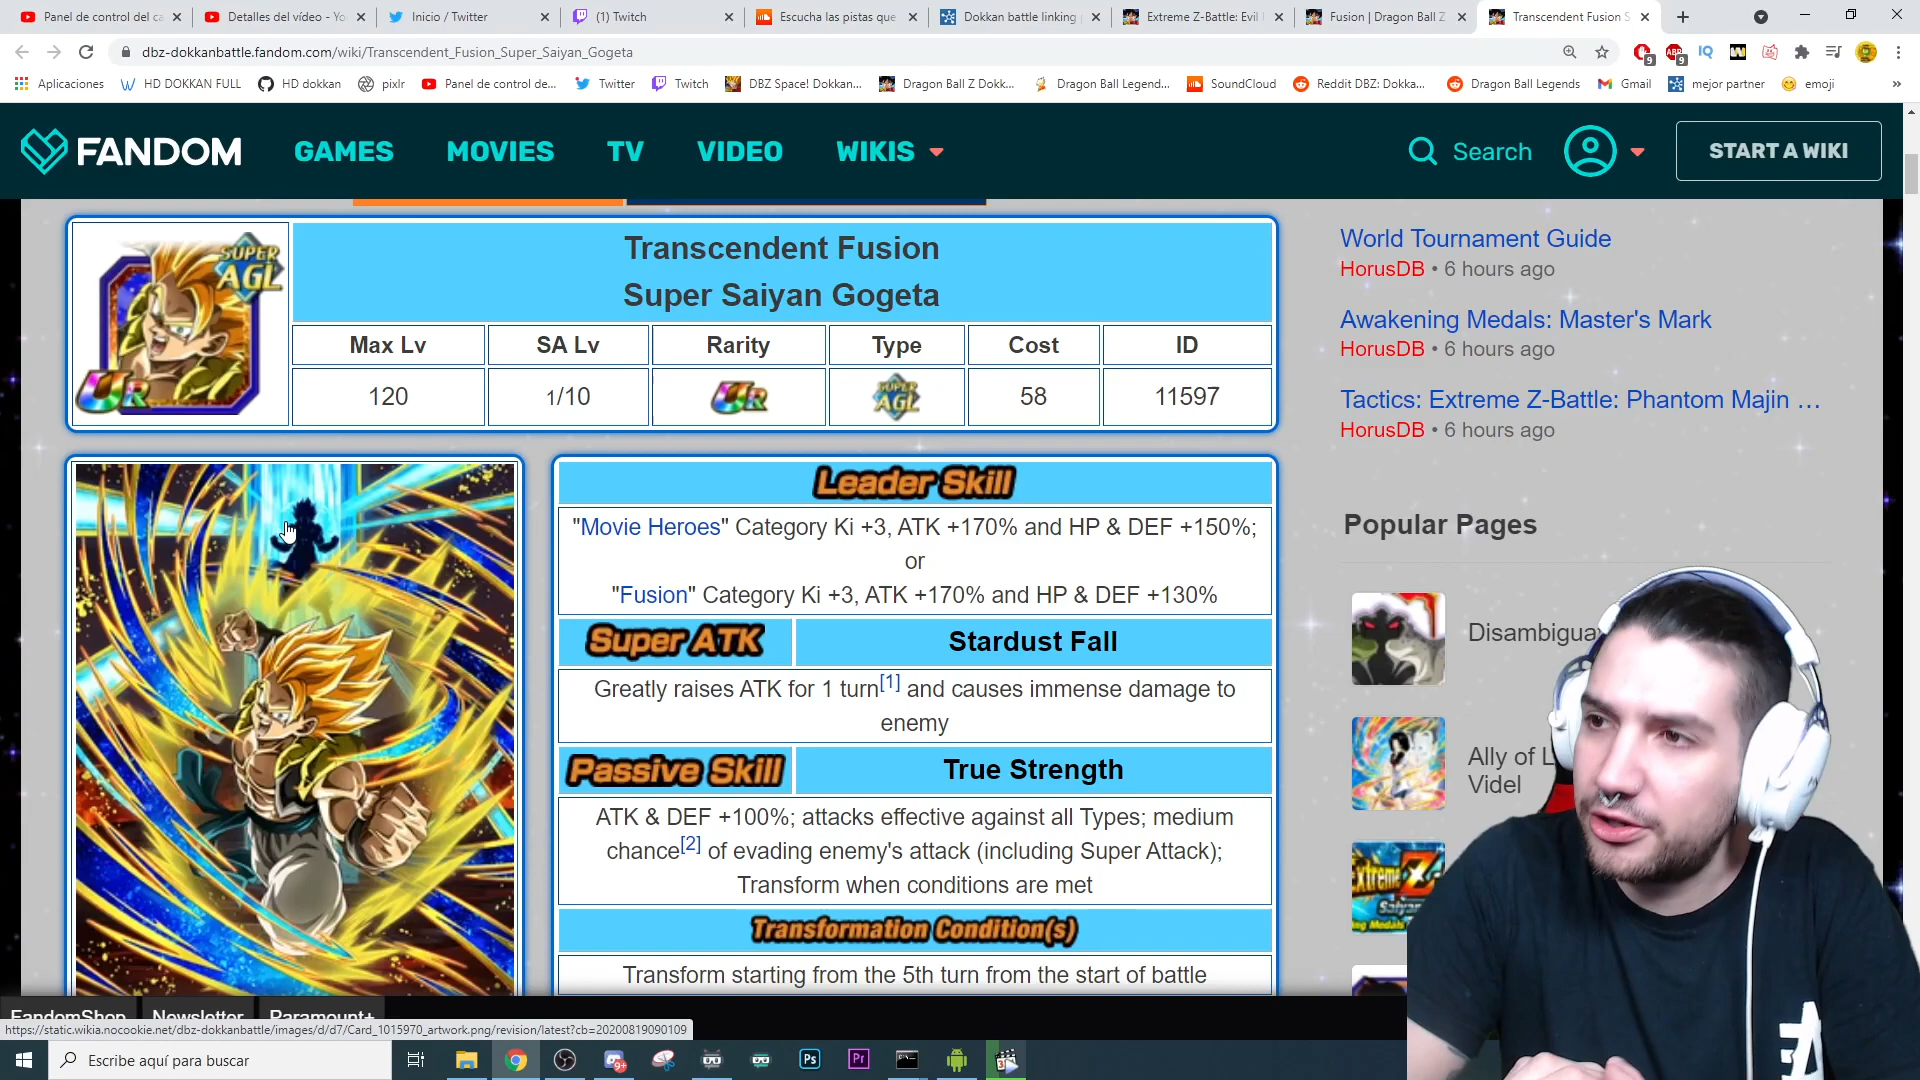 Panel de control del ca
Detalles del vídeo - Yo
Inicio / Twitter
(1) Twitch
Escucha las pistas que
Dokkan battle linking
Extreme Z-Battle: Evil
Fusion | Dragon Ball Z
Transcendent Fusion S
dbz-dokkanbattle.fandom.com/wiki/Transcendent_Fusion_Super_Saiyan_Gogeta
Aplicaciones
HD DOKKAN FULL
HD dokkan
pixlr
Panel de control de...
Twitter
Twitch
DBZ Space! Dokkan...
Dragon Ball Z Dokk...
Dragon Ball Legend...
SoundCloud
Reddit DBZ: Dokka...
Dragon Ball Legends
Gmail
mejor partner
emoji
»
FANDOM
GAMES
MOVIES
TV
VIDEO
WIKIS
Search
START A WIKI
SUPER AGL
UR
Transcendent Fusion
Super Saiyan Gogeta
Max Lv SA Lv Rarity Type Cost ID
120 1/10 UR SUPER AGL 58 11597
World Tournament Guide
HorusDB • 6 hours ago
Awakening Medals: Master's Mark
HorusDB • 6 hours ago
Tactics: Extreme Z-Battle: Phantom Majin …
HorusDB • 6 hours ago
Leader Skill
"Movie Heroes" Category Ki +3, ATK +170% and HP & DEF +150%;
or
"Fusion" Category Ki +3, ATK +170% and HP & DEF +130%
Super ATK
Stardust Fall
Greatly raises ATK for 1 turn[1] and causes immense damage to
enemy
Passive Skill
True Strength
ATK & DEF +100%; attacks effective against all Types; medium
chance[2] of evading enemy's attack (including Super Attack);
Transform when conditions are met
Transformation Condition(s)
Transform starting from the 5th turn from the start of battle
Popular Pages
Disambigua
Ally of L
Videl
Extreme Z
FandomShop
Newsletter
Paramount+
https://static.wikia.nocookie.net/dbz-dokkanbattle/images/d/d7/Card_1015970_artwork.png/revision/latest?cb=20200819090109
Escribe aquí para buscar